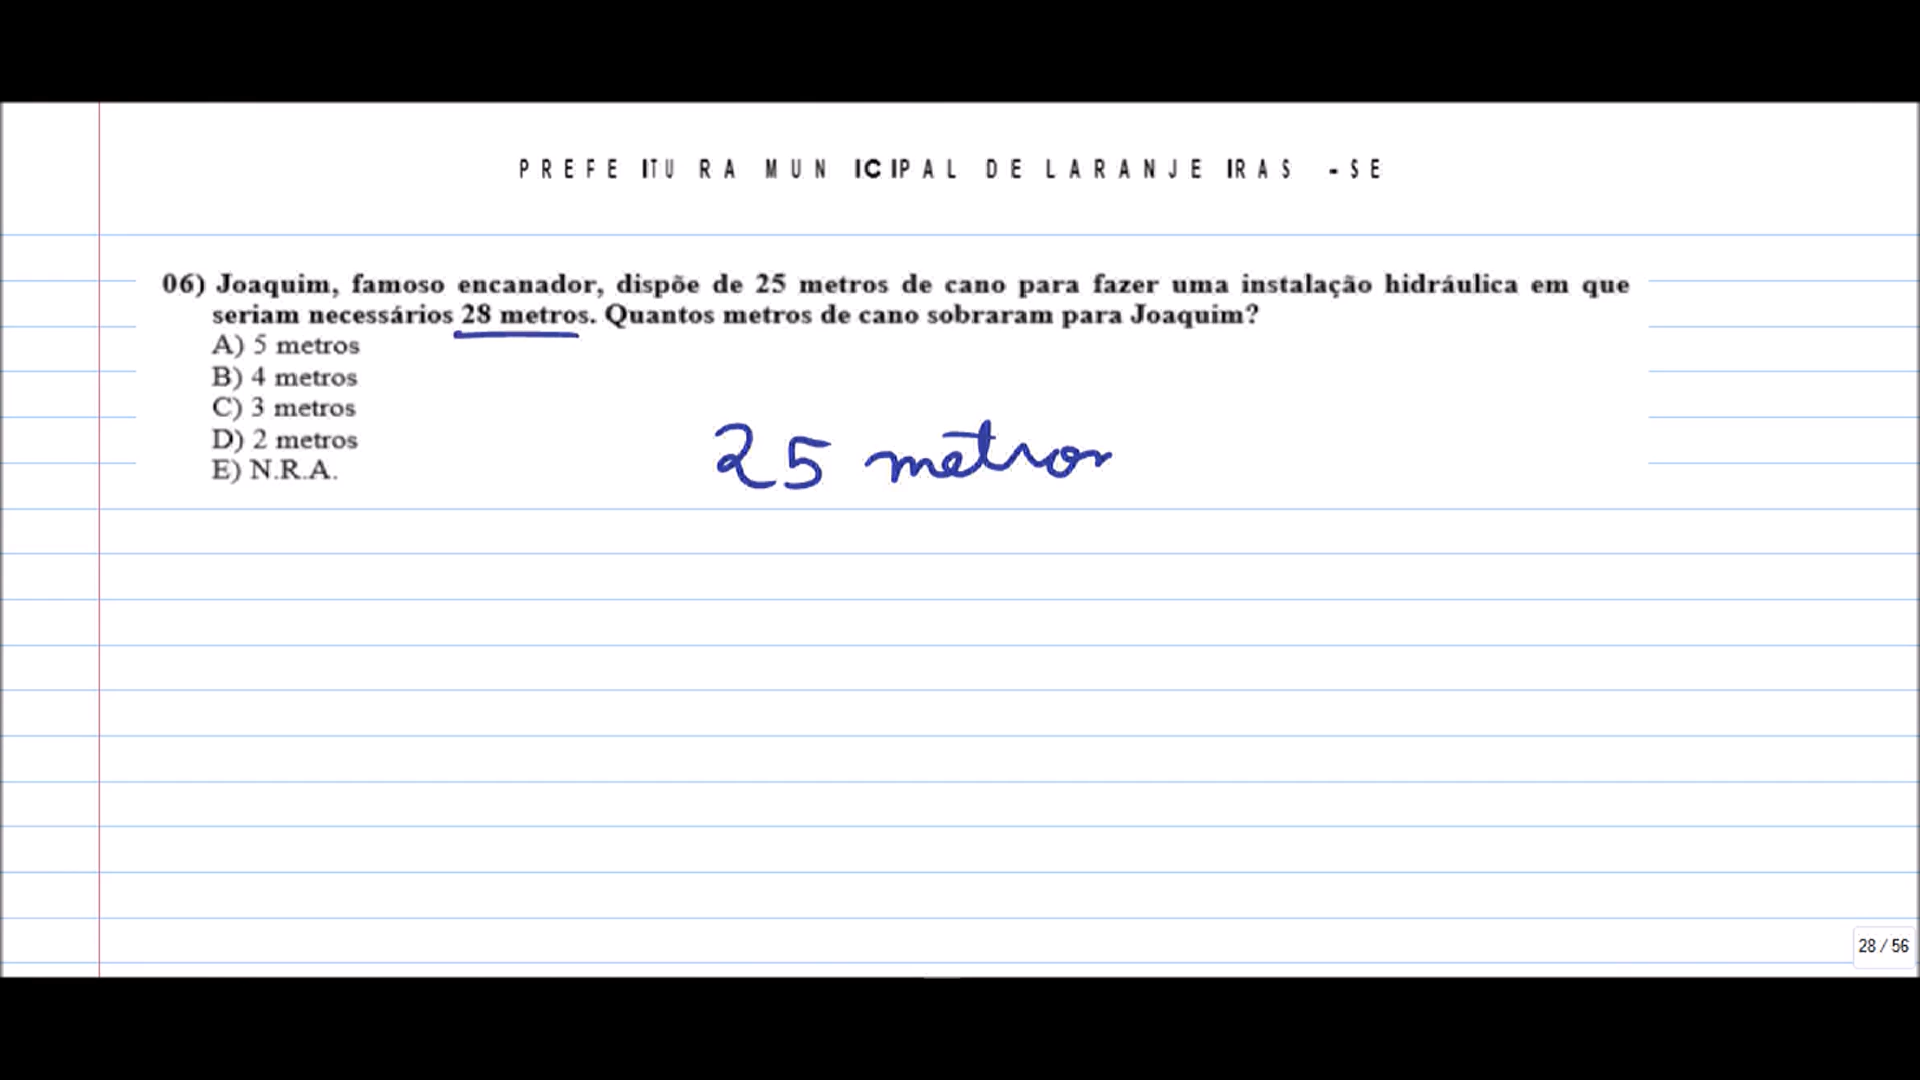 PREFEITURA MUNICIPAL DE LARANJEIRAS - SE
06) Joaquim, famoso encanador, dispõe de 25 metros de cano para fazer uma instalação hidráulica em que
seriam necessários 28 metros. Quantos metros de cano sobraram para Joaquim?
A) 5 metros
B) 4 metros
C) 3 metros
D) 2 metros
E) N.R.A.
25 metros
28 / 56